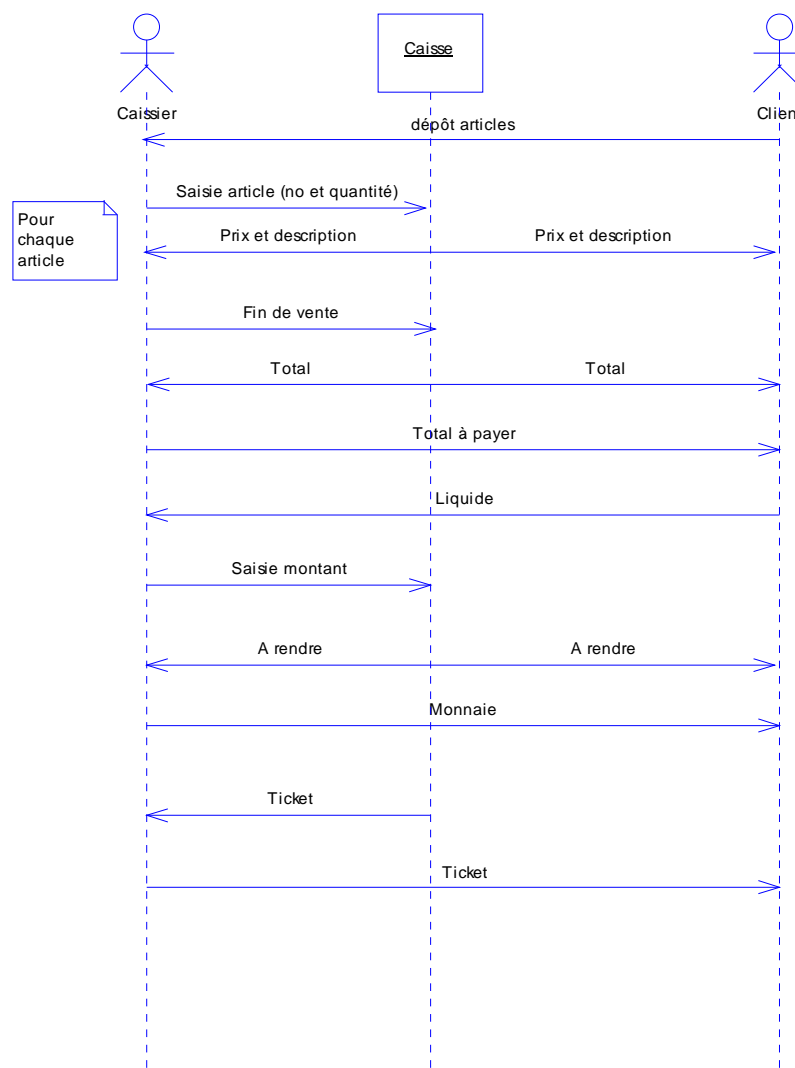 Caisse
Caissier
Clien
dépôt articles
Saisie article (no et quantité)
Pour
chaque
article
Prix et description
Prix et description
Fin de vente
Total
Total
Total à payer
Liquide
Saisie montant
A rendre
A rendre
Monnaie
Ticket
Ticket